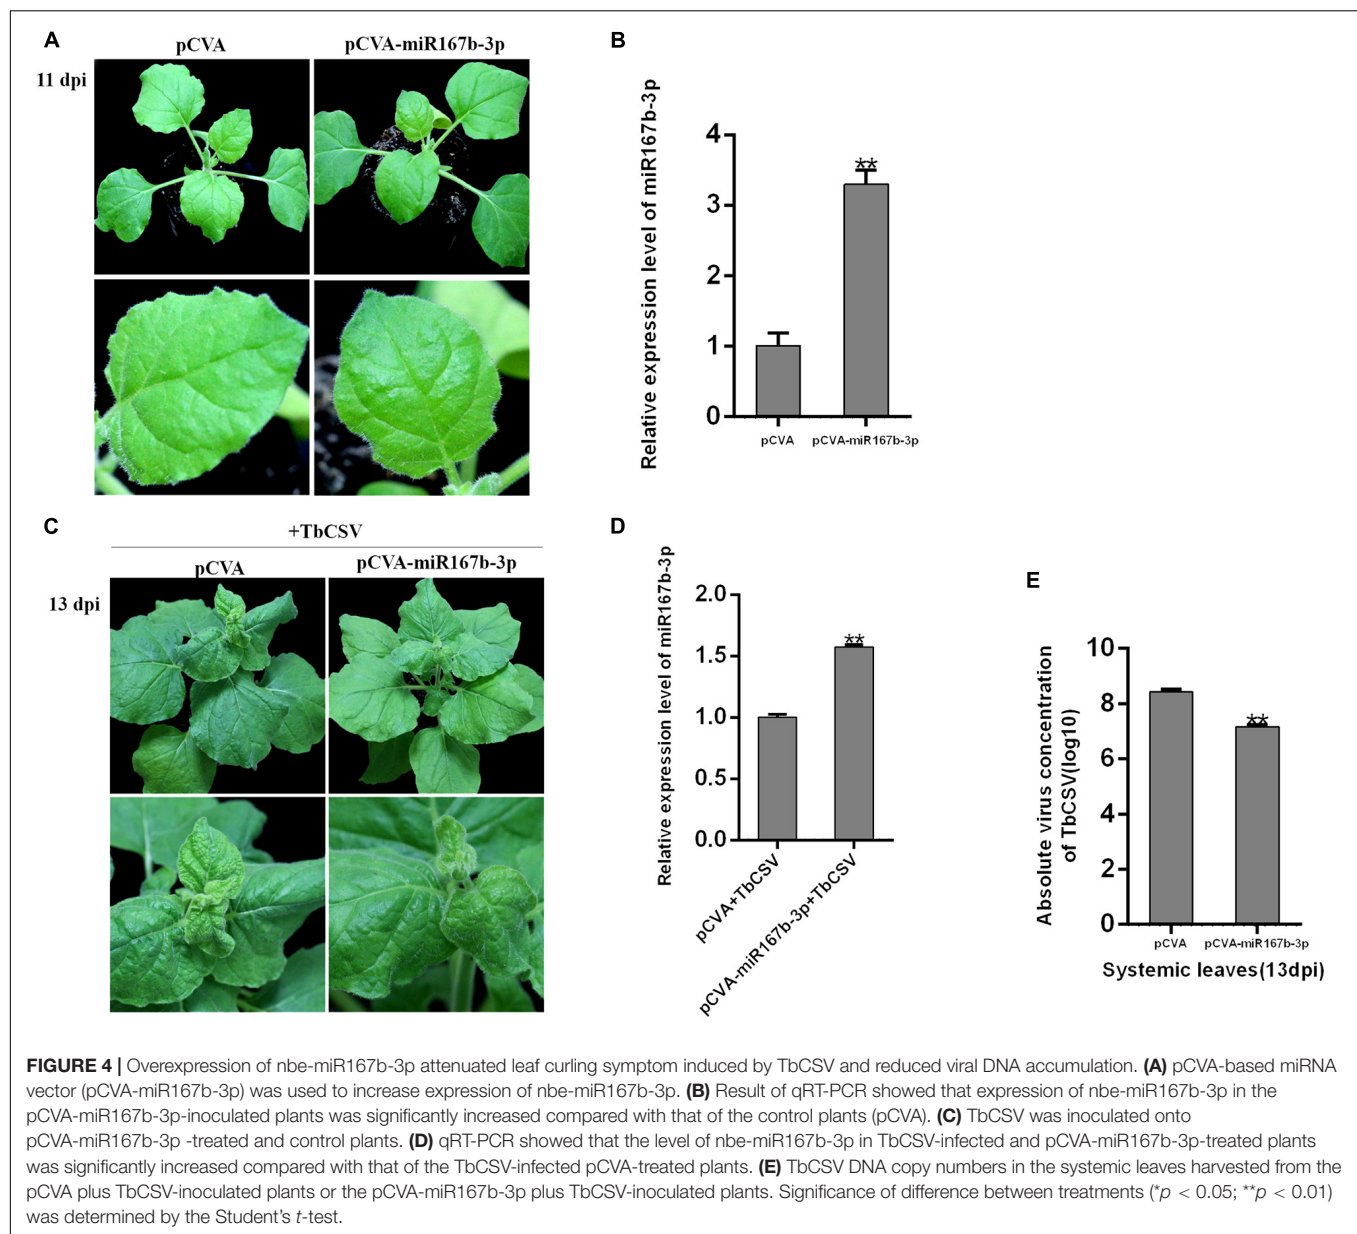 A
pCVA
pCVA-miR167b-3p
11 dpi
B
Relative expression level of miR167b-3p
4
3
2
1
0
**
pCVA
pCVA-miR167b-3p
C
+TbCSV
pCVA
pCVA-miR167b-3p
13 dpi
D
Relative expression level of miR167b-3p
2.0
1.5
1.0
0.5
0.0
**
pCVA+TbCSV
pCVA-miR167b-3p+TbCSV
E
Absolute virus concentration
of TbCSV(log10)
10
8
6
4
2
0
**
pCVA
pCVA-miR167b-3p
Systemic leaves(13dpi)
FIGURE 4 | Overexpression of nbe-miR167b-3p attenuated leaf curling symptom induced by TbCSV and reduced viral DNA accumulation. (A) pCVA-based miRNA
vector (pCVA-miR167b-3p) was used to increase expression of nbe-miR167b-3p. (B) Result of qRT-PCR showed that expression of nbe-miR167b-3p in the
pCVA-miR167b-3p-inoculated plants was significantly increased compared with that of the control plants (pCVA). (C) TbCSV was inoculated onto
pCVA-miR167b-3p -treated and control plants. (D) qRT-PCR showed that the level of nbe-miR167b-3p in TbCSV-infected and pCVA-miR167b-3p-treated plants
was significantly increased compared with that of the TbCSV-infected pCVA-treated plants. (E) TbCSV DNA copy numbers in the systemic leaves harvested from the
pCVA plus TbCSV-inoculated plants or the pCVA-miR167b-3p plus TbCSV-inoculated plants. Significance of difference between treatments (*p < 0.05; **p < 0.01)
was determined by the Student's t-test.